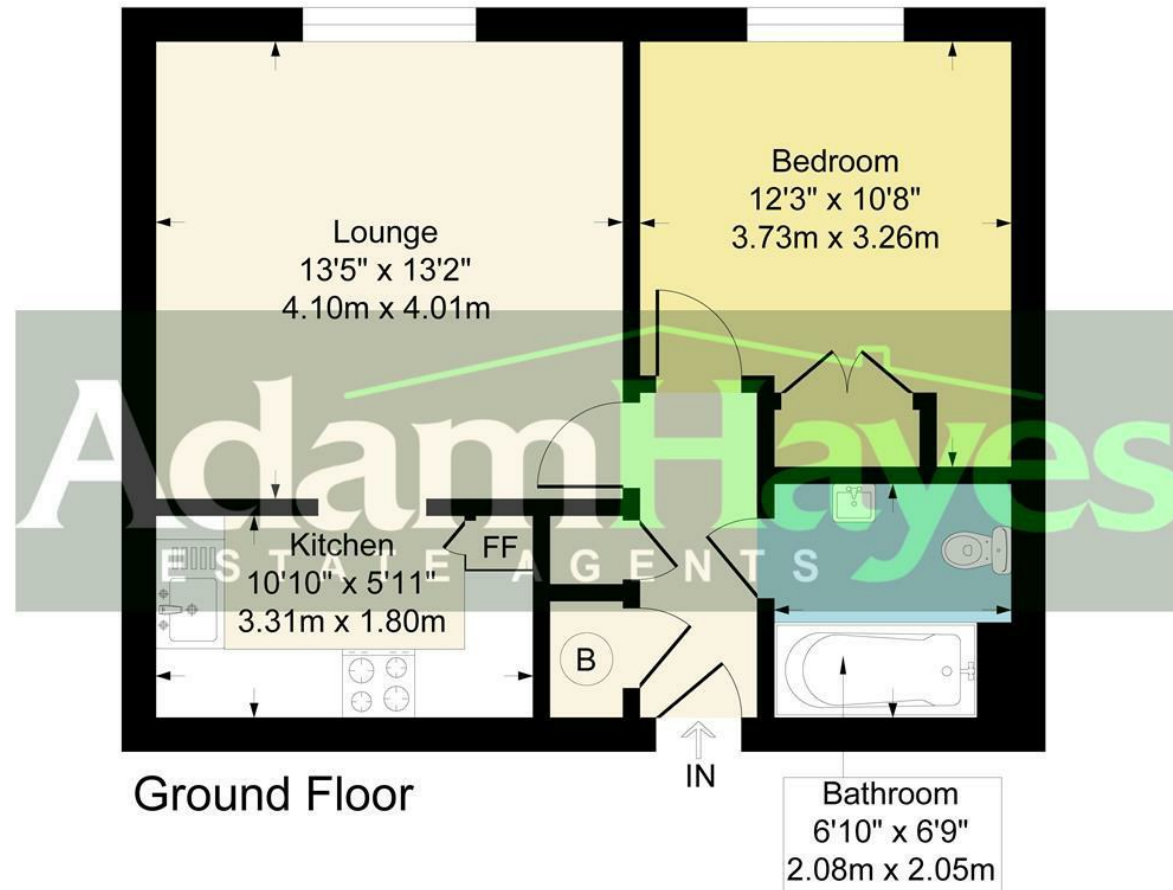 Bedroom
12'3" x 10'8"
3.73m x 3.26m
Lounge
13'5" x 13'2"
4.10m x 4.01m
AdamHayes
ESTATE AGENTS
Kitchen
10'10" x 5'11"
3.31m x 1.80m
FF
B
IN
Ground Floor
Bathroom
6'10" x 6'9"
2.08m x 2.05m